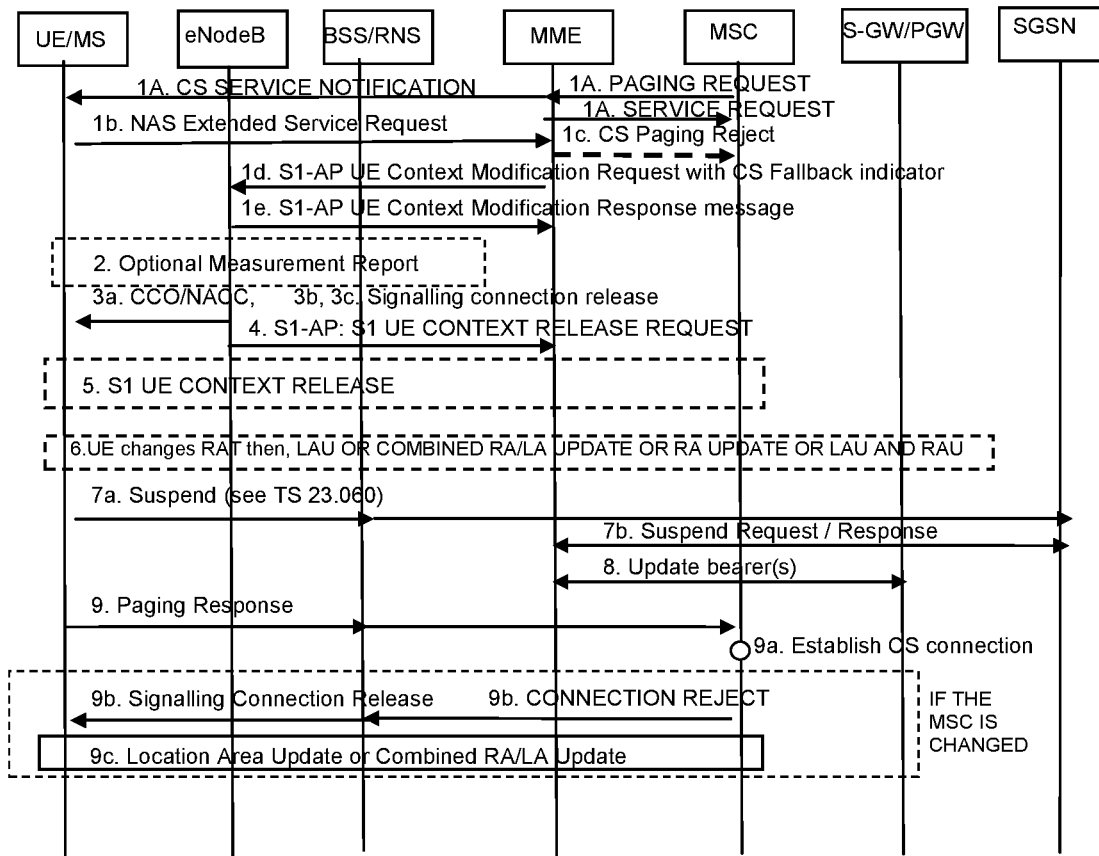 UE/MS
eNodeB
BSS/RNS
MME
MSC
S-GW/PGW
SGSN
1A. CS SERVICE NOTIFICATION
1A. PAGING REQUEST
1A. SERVICE REQUEST
1b. NAS Extended Service Request
1c. CS Paging Reject
1d. S1-AP UE Context Modification Request with CS Fallback indicator
1e. S1-AP UE Context Modification Response message
2. Optional Measurement Report
3a. CCO/NACC, 3b, 3c. Signalling connection release
4. S1-AP: S1 UE CONTEXT RELEASE REQUEST
5. S1 UE CONTEXT RELEASE
6.UE changes RAT then, LAU OR COMBINED RA/LA UPDATE OR RA UPDATE OR LAU AND RAU
7a. Suspend (see TS 23.060)
7b. Suspend Request / Response
8. Update bearer(s)
9. Paging Response
9a. Establish CS connection
9b. Signalling Connection Release
9b. CONNECTION REJECT
IF THE
MSC IS
CHANGED
9c. Location Area Update or Combined RA/LA Update